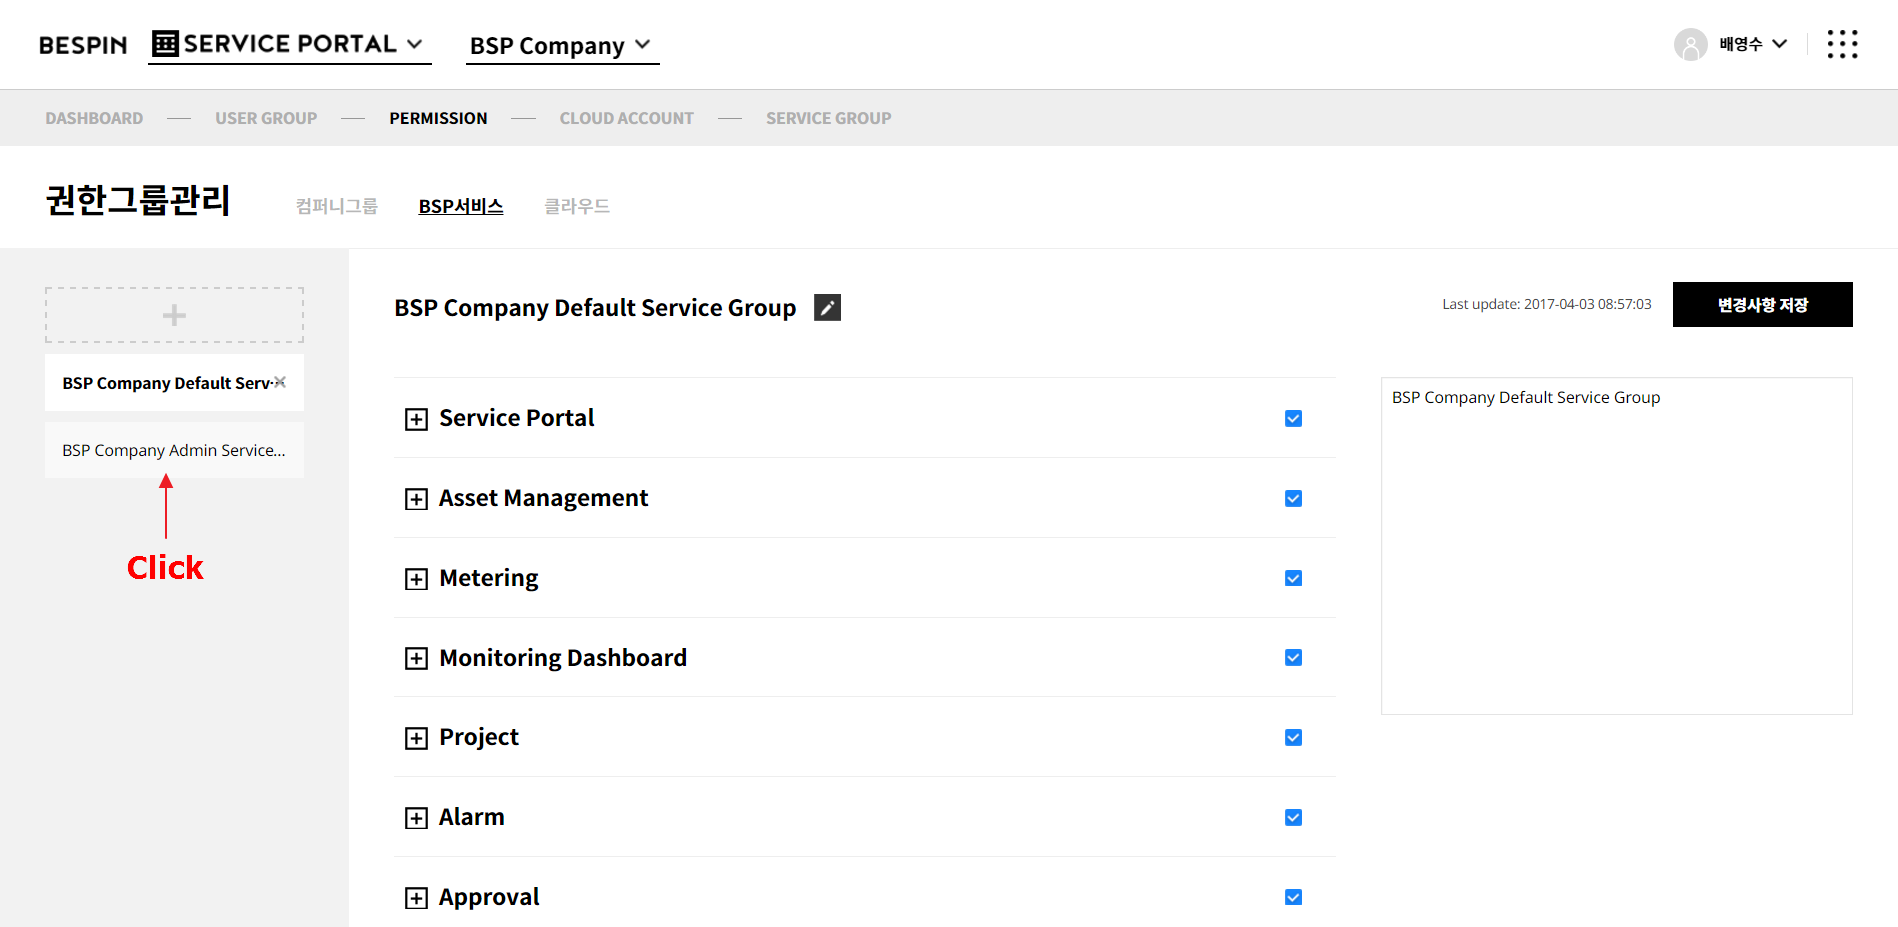 BESPIN SERVICE PORTAL BSP Company 배영수
DASHBOARD USER GROUP PERMISSION CLOUD ACCOUNT SERVICE GROUP
권한그룹관리 컴퍼니그룹 BSP서비스 클라우드
BSP Company Default Serv...
BSP Company Admin Service...
Click
BSP Company Default Service Group
Last update: 2017-04-03 08:57:03 변경사항 저장
Service Portal
Asset Management
Metering
Monitoring Dashboard
Project
Alarm
Approval
BSP Company Default Service Group